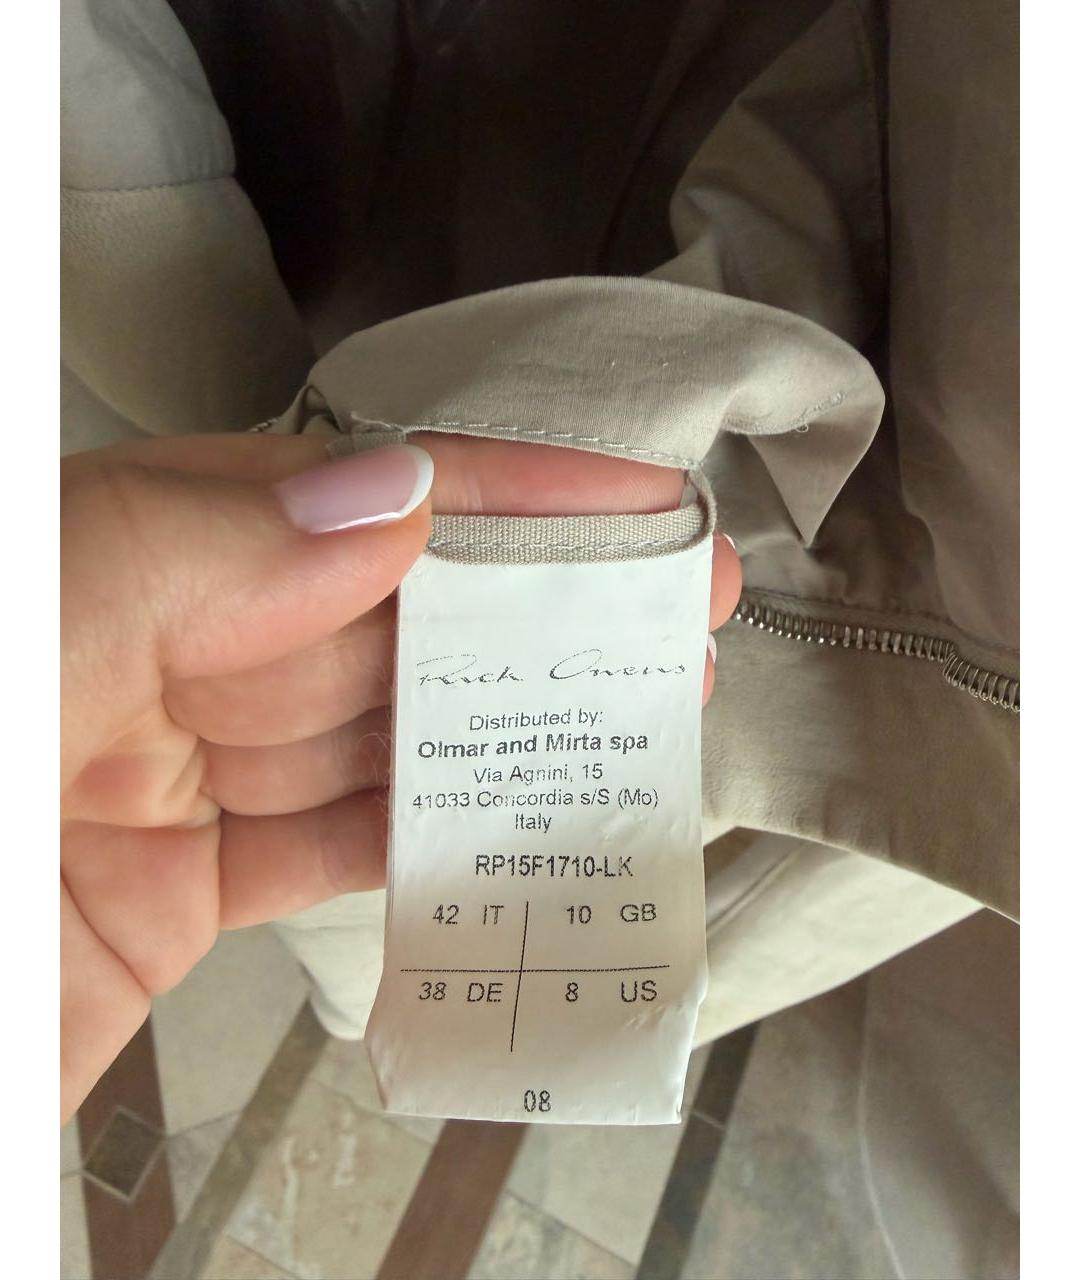 Rick Owens
Distributed by:
Olmar and Mirta spa
Via Agnini, 15
41033 Concordia s/S (Mo)
Italy
RP15F1710-LK
42 IT 10 GB
38 DE 8 US
08